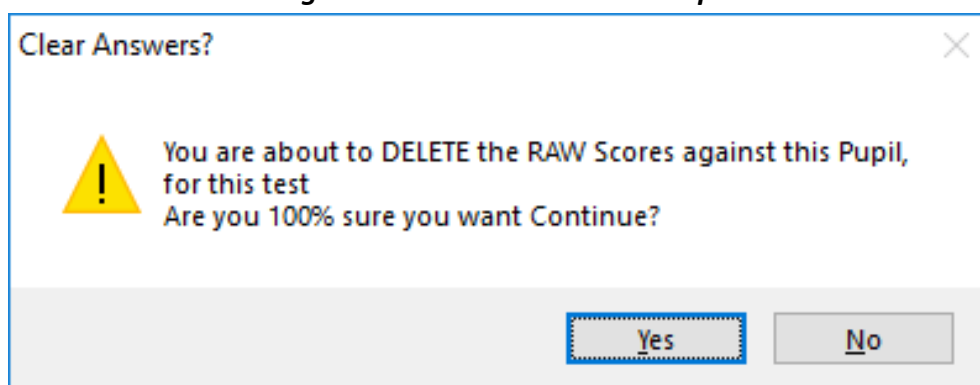 Clear Answers?
You are about to DELETE the RAW Scores against this Pupil,
for this test
Are you 100% sure you want Continue?
Yes
No